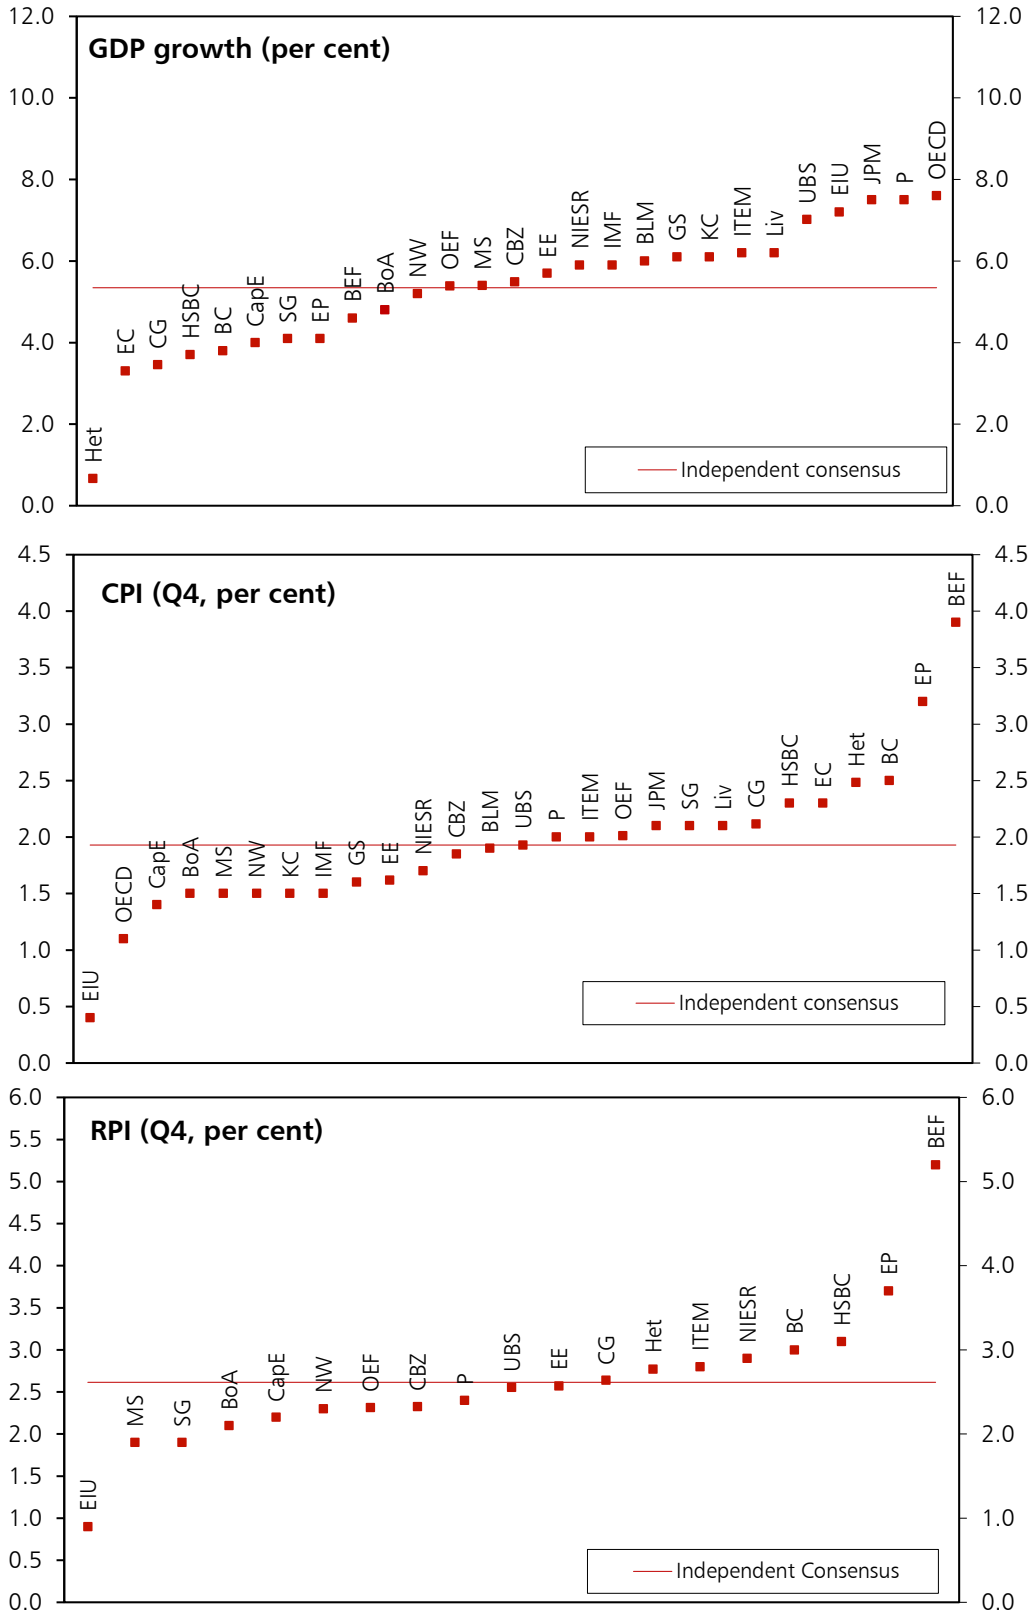 GDP growth (per cent)
12.0
10.0
8.0
6.0
4.0
2.0
0.0
12.0
10.0
8.0
6.0
4.0
2.0
0.0
Het
EC
CG
HSBC
BC
CapE
SG
EP
BEF
BoA
NW
OEF
MS
CBZ
EE
NIESR
IMF
BLM
GS
KC
ITEM
Liv
UBS
EIU
JPM
P
OECD
Independent consensus
CPI (Q4, per cent)
4.5
4.0
3.5
3.0
2.5
2.0
1.5
1.0
0.5
0.0
4.5
4.0
3.5
3.0
2.5
2.0
1.5
1.0
0.5
0.0
EIU
OECD
CapE
BoA
MS
NW
KC
IMF
GS
EE
NIESR
CBZ
BLM
UBS
P
ITEM
OEF
JPM
SG
Liv
CG
HSBC
EC
Het
BC
EP
BEF
Independent consensus
RPI (Q4, per cent)
6.0
5.5
5.0
4.5
4.0
3.5
3.0
2.5
2.0
1.5
1.0
0.5
0.0
6.0
5.0
4.0
3.0
2.0
1.0
0.0
EIU
MS
SG
BoA
CapE
NW
OEF
CBZ
P
UBS
EE
CG
Het
ITEM
NIESR
BC
HSBC
EP
BEF
Independent Consensus